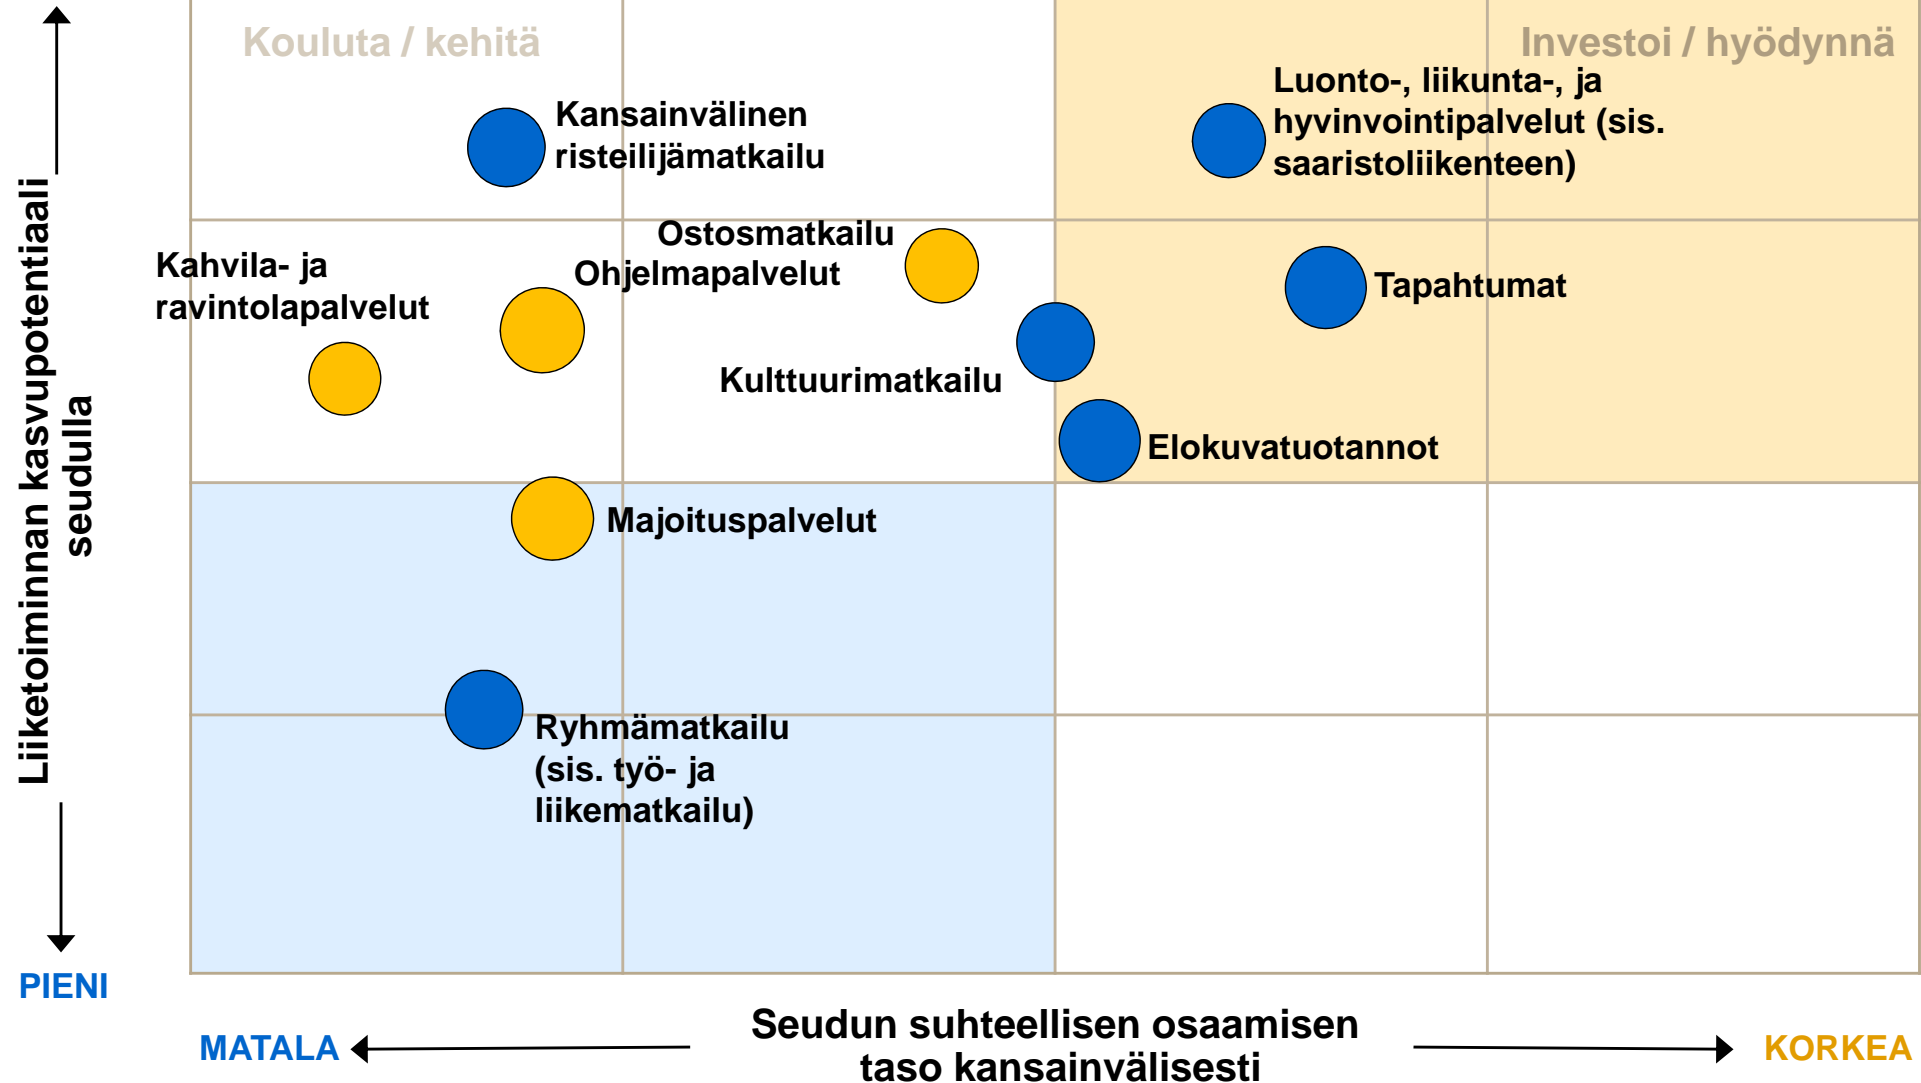 Kouluta / kehitä
Investoi / hyödynnä
Luonto-, liikunta-, ja
hyvinvointipalvelut (sis.
saaristoliikenteen)
Kansainvälinen
risteilijämatkailu
Ostosmatkailu
Ohjelmapalvelut
Kahvila- ja
ravintolapalvelut
Tapahtumat
Kulttuurimatkailu
Elokuvatuotannot
Majoituspalvelut
Ryhmämatkailu
(sis. työ- ja
liikematkailu)
Liiketoiminnan kasvupotentiaali
seudulla
PIENI
MATALA
Seudun suhteellisen osaamisen
taso kansainvälisesti
KORKEA